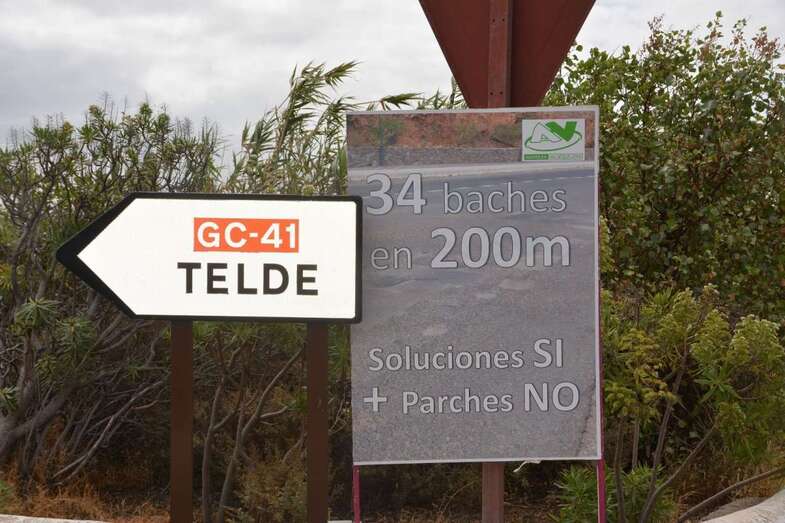 GC-41
TELDE
34 baches
en 200m
Soluciones SI
+ Parches NO